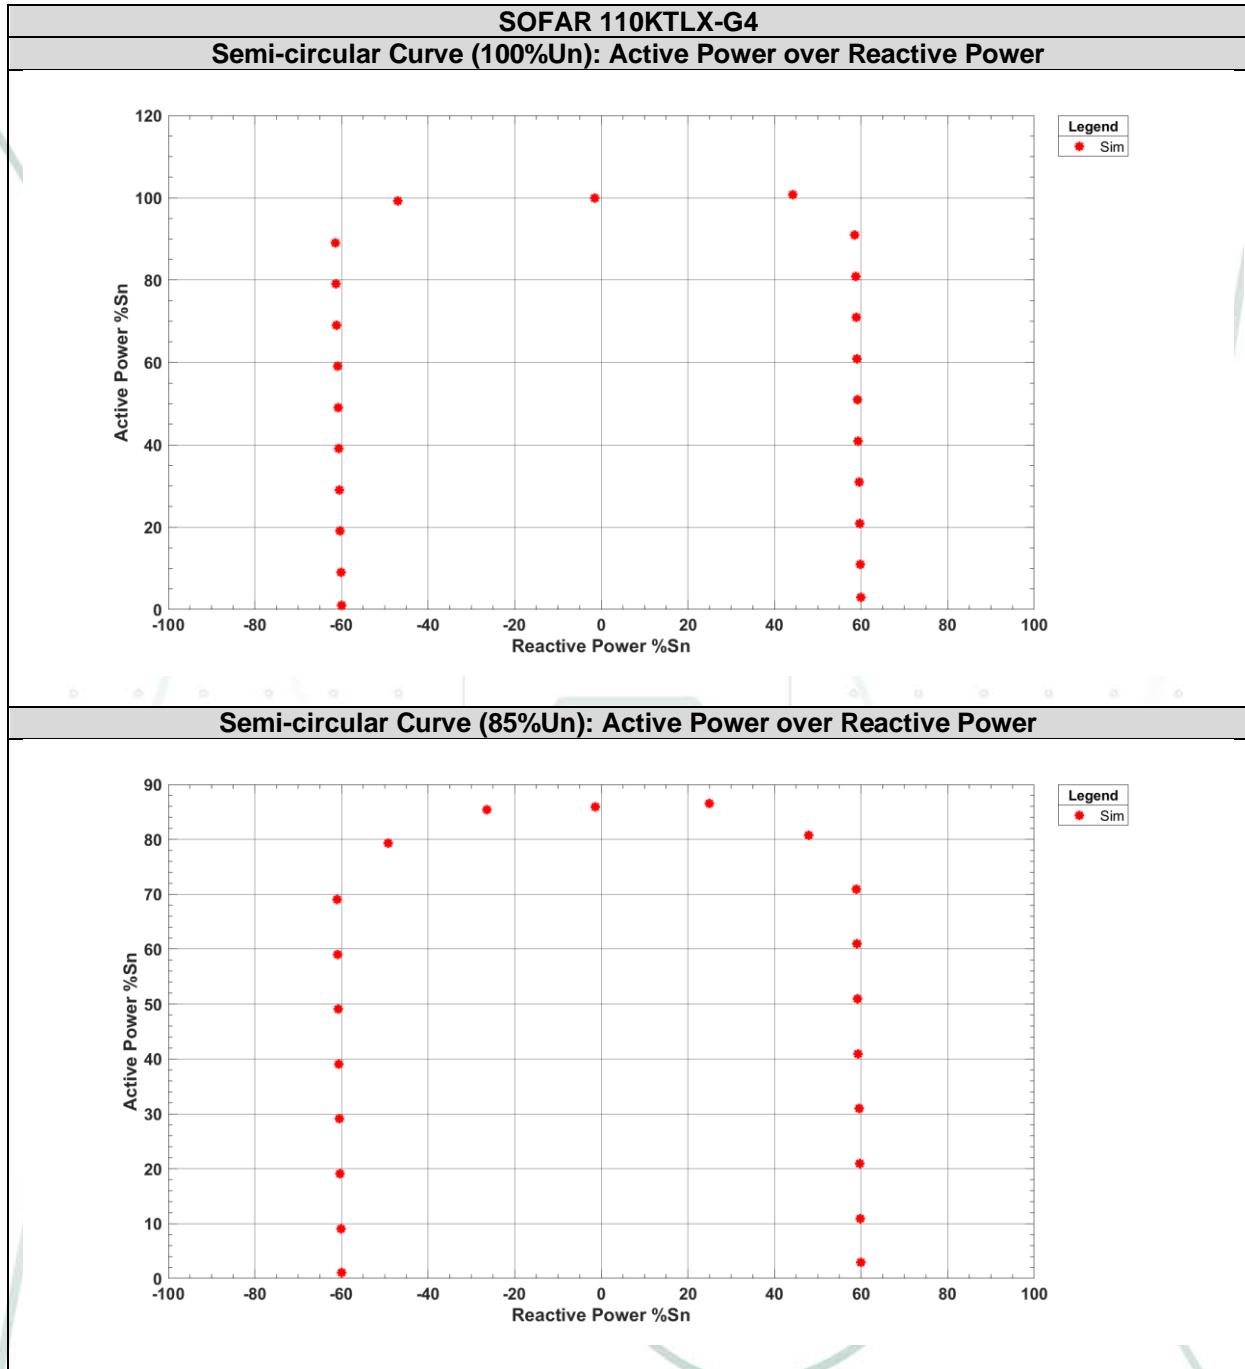 SOFAR 110KTLX-G4
Semi-circular Curve (100%Un): Active Power over Reactive Power
120
100
80
60
40
20
0
Active Power %Sn
-100 -80 -60 -40 -20 0 20 40 60 80 100
Reactive Power %Sn
Legend
Sim
Semi-circular Curve (85%Un): Active Power over Reactive Power
90
80
70
60
50
40
30
20
10
0
Active Power %Sn
-100 -80 -60 -40 -20 0 20 40 60 80 100
Reactive Power %Sn
Legend
Sim